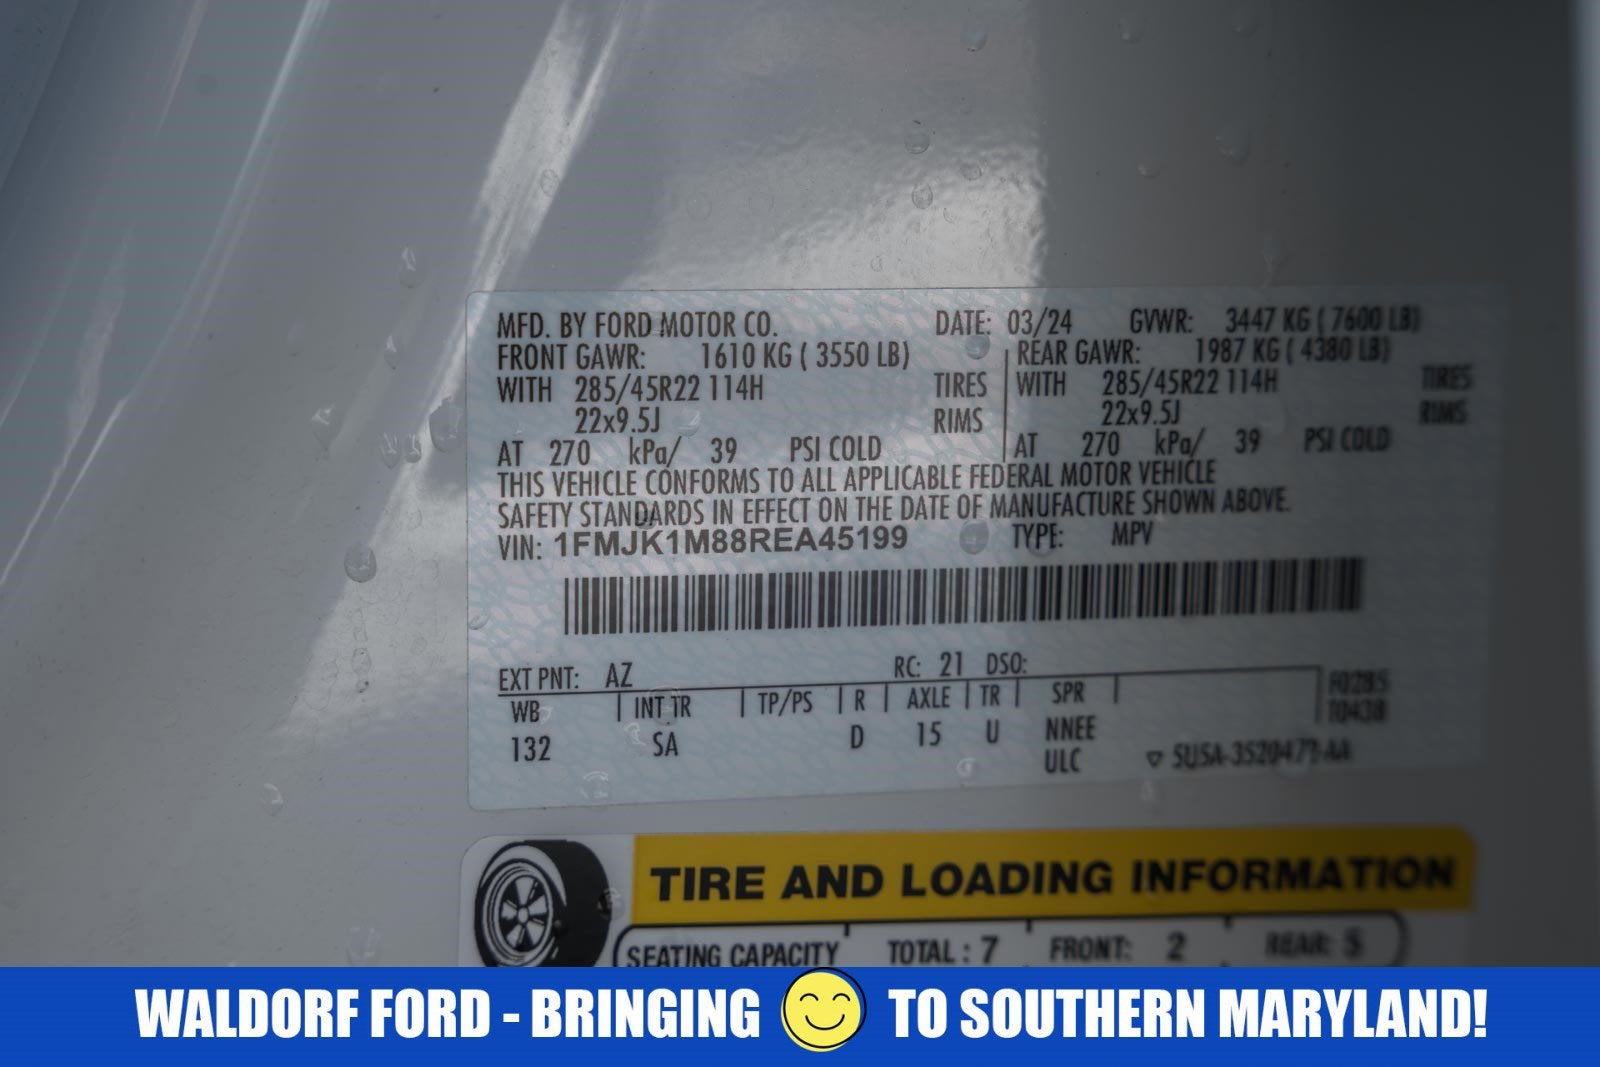 MFD. BY FORD MOTOR CO. DATE: 03/24 GVWR: 3447 KG ( 7600 LB)
FRONT GAWR: 1610 KG ( 3550 LB) REAR GAWR: 1987 KG ( 4380 LB)
WITH 285/45R22 114H TIRES WITH 285/45R22 114H TIRES
22x9.5J RIMS 22x9.5J RIMS
AT 270 kPa/ 39 PSI COLD AT 270 kPa/ 39 PSI COLD
THIS VEHICLE CONFORMS TO ALL APPLICABLE FEDERAL MOTOR VEHICLE
SAFETY STANDARDS IN EFFECT ON THE DATE OF MANUFACTURE SHOWN ABOVE.
VIN: 1FMJK1M88REA45199 TYPE: MPV
EXT PNT: AZ RC: 21 DSO:
WB INT TR TP/PS R AXLE TR SPR F0285
T0438
132 SA D 15 U NNEE
ULC ▽ 5U5A-3520472-AA
TIRE AND LOADING INFORMATION
SEATING CAPACITY TOTAL : 7 FRONT: 2 REAR: 5
WALDORF FORD - BRINGING 😊 TO SOUTHERN MARYLAND!